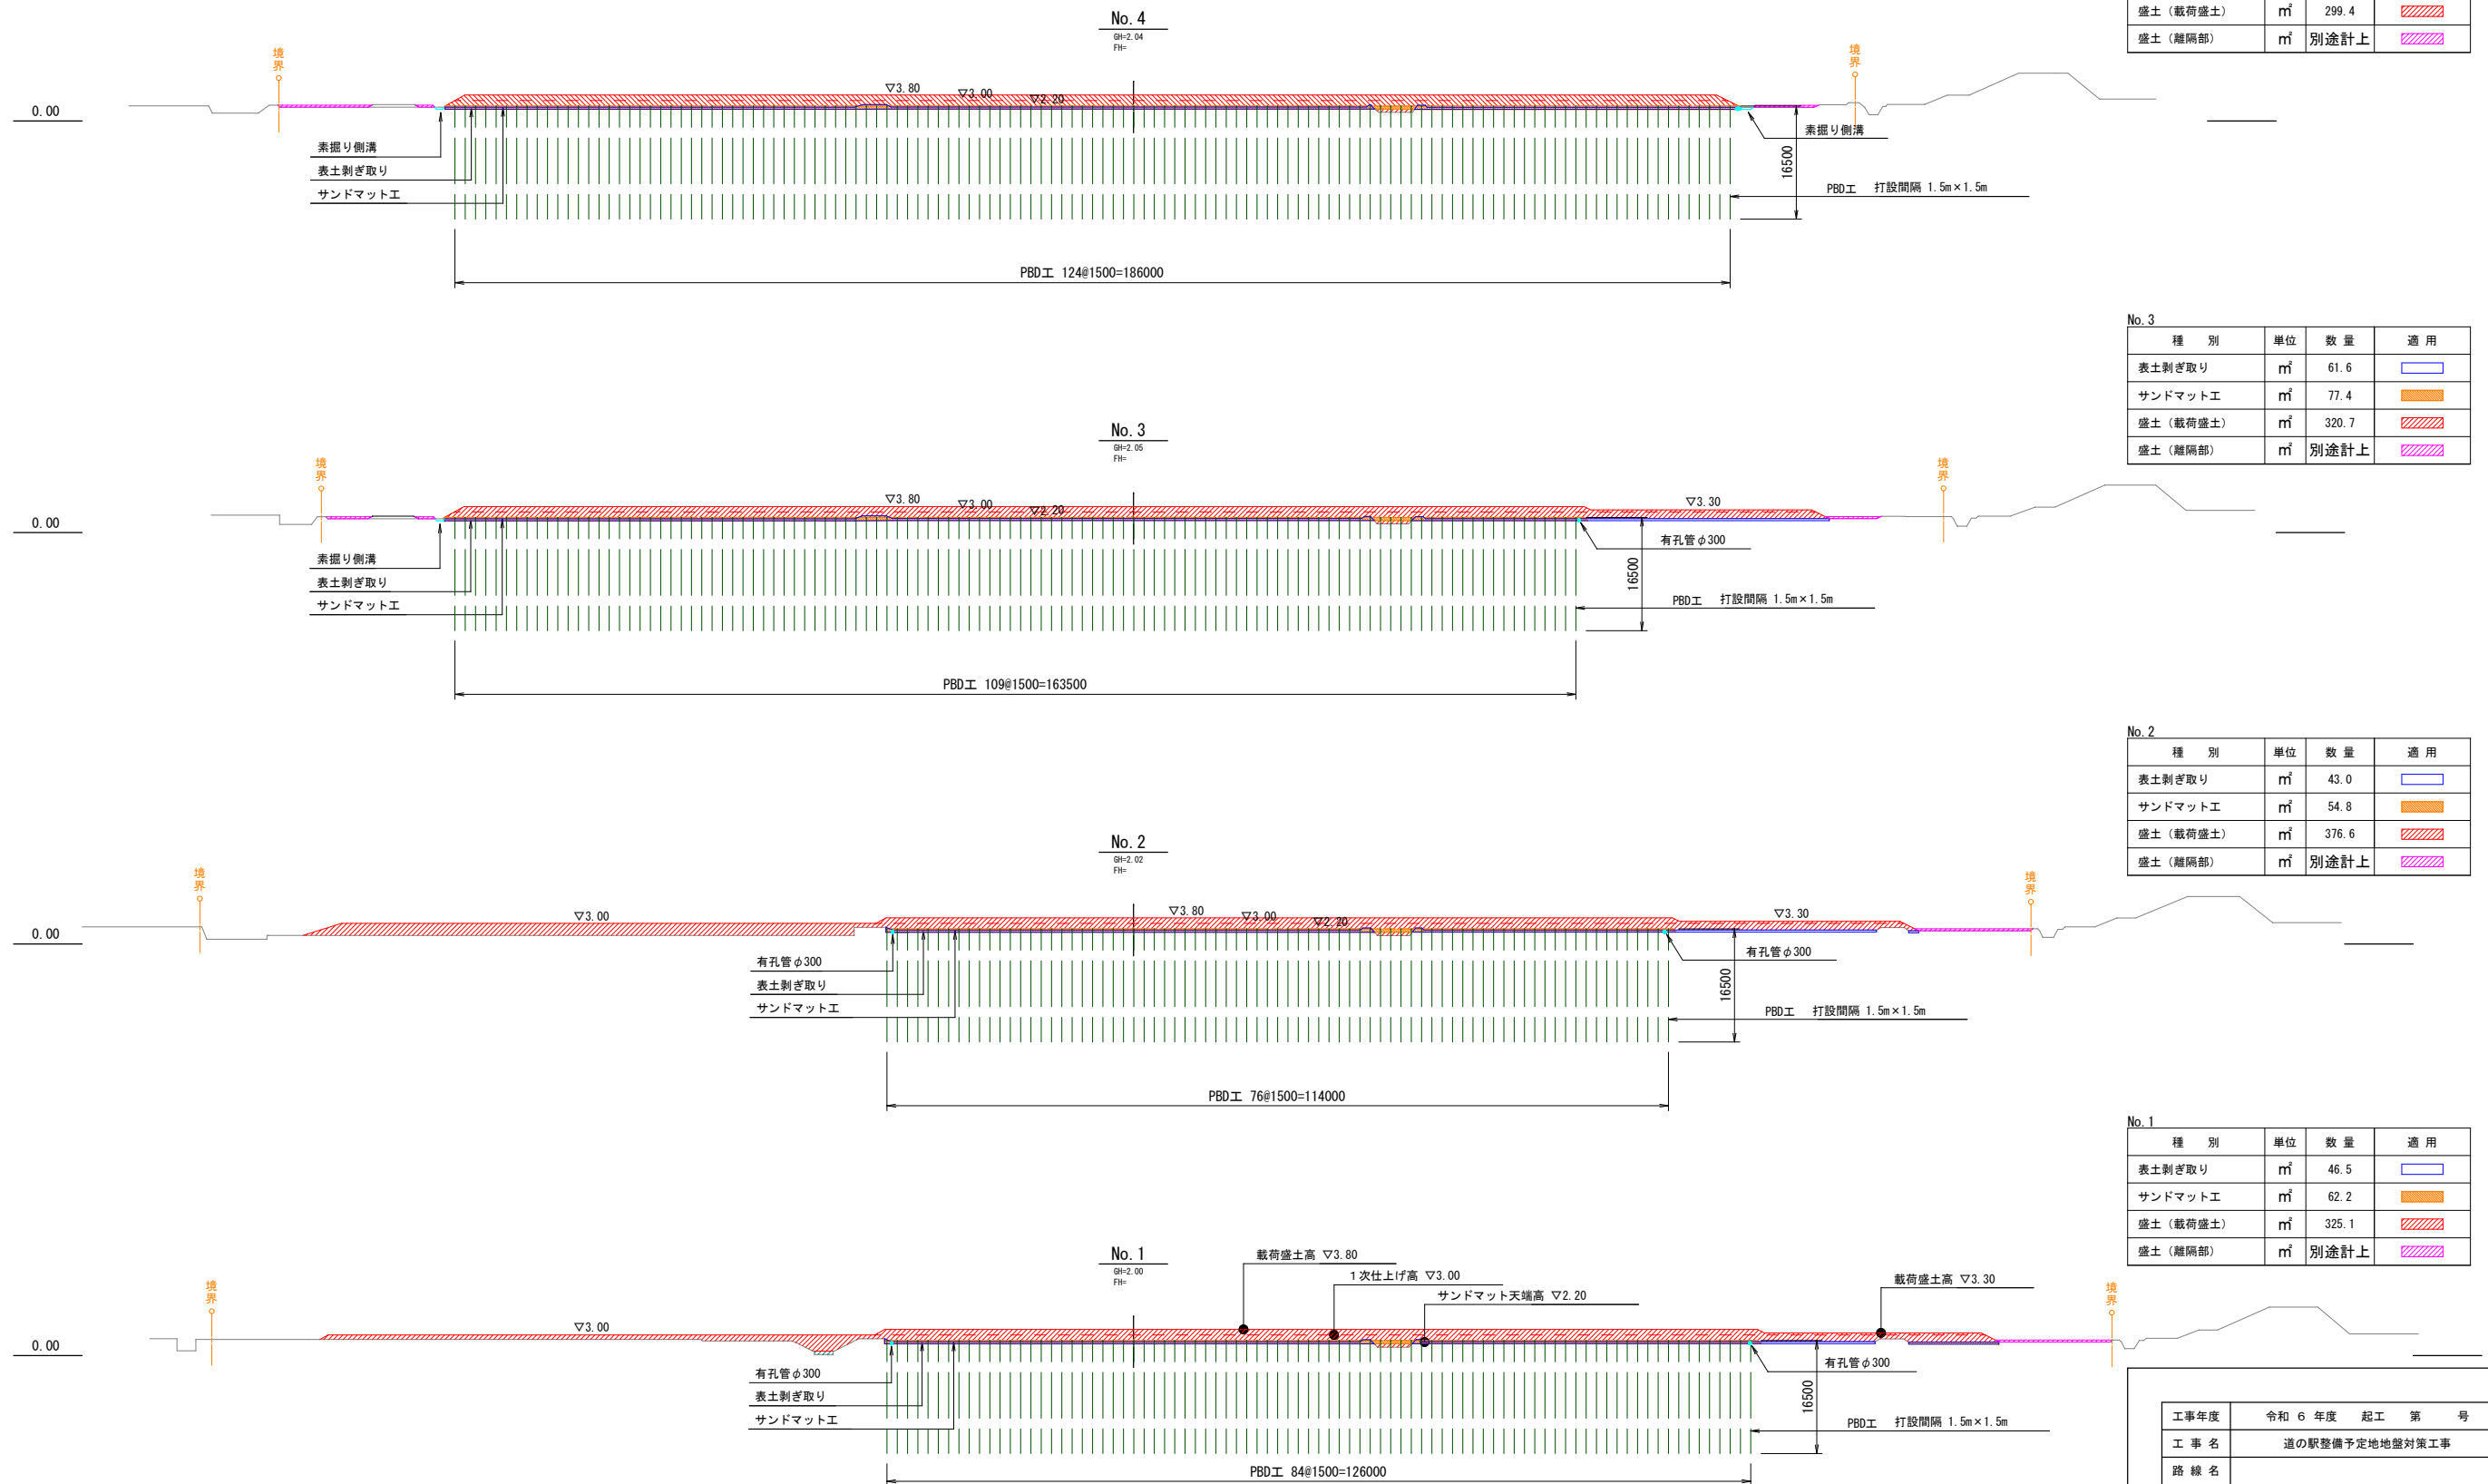 盛土（載荷盛土） ㎡ 299.4
盛土（離隔部） ㎡ 別途計上
No.4
GH=2.04
FH=
境界
境界
▽3.80
▽3.00
▽2.20
0.00
素掘り側溝
表土剥ぎ取り
サンドマット工
素掘り側溝
16500
PBD工 打設間隔 1.5m×1.5m
PBD工 124@1500=186000
No.3
種 別 単位 数 量 適 用
表土剥ぎ取り ㎡ 61.6
サンドマット工 ㎡ 77.4
盛土（載荷盛土） ㎡ 320.7
盛土（離隔部） ㎡ 別途計上
No.3
GH=2.05
FH=
境界
境界
▽3.80
▽3.00
▽2.20
▽3.30
0.00
素掘り側溝
表土剥ぎ取り
サンドマット工
有孔管φ300
16500
PBD工 打設間隔 1.5m×1.5m
PBD工 109@1500=163500
No.2
種 別 単位 数 量 適 用
表土剥ぎ取り ㎡ 43.0
サンドマット工 ㎡ 54.8
盛土（載荷盛土） ㎡ 376.6
盛土（離隔部） ㎡ 別途計上
No.2
GH=2.02
FH=
境界
境界
▽3.00
▽3.80
▽3.00
▽2.20
▽3.30
0.00
有孔管φ300
表土剥ぎ取り
サンドマット工
有孔管φ300
16500
PBD工 打設間隔 1.5m×1.5m
PBD工 76@1500=114000
No.1
種 別 単位 数 量 適 用
表土剥ぎ取り ㎡ 46.5
サンドマット工 ㎡ 62.2
盛土（載荷盛土） ㎡ 325.1
盛土（離隔部） ㎡ 別途計上
No.1
GH=2.00
FH=
載荷盛土高 ▽3.80
1次仕上げ高 ▽3.00
サンドマット天端高 ▽2.20
載荷盛土高 ▽3.30
境界
境界
▽3.00
0.00
有孔管φ300
表土剥ぎ取り
サンドマット工
有孔管φ300
16500
PBD工 打設間隔 1.5m×1.5m
PBD工 84@1500=126000
工事年度 令和 6 年度 起工 第 号
工 事 名 道の駅整備予定地地盤対策工事
路 線 名